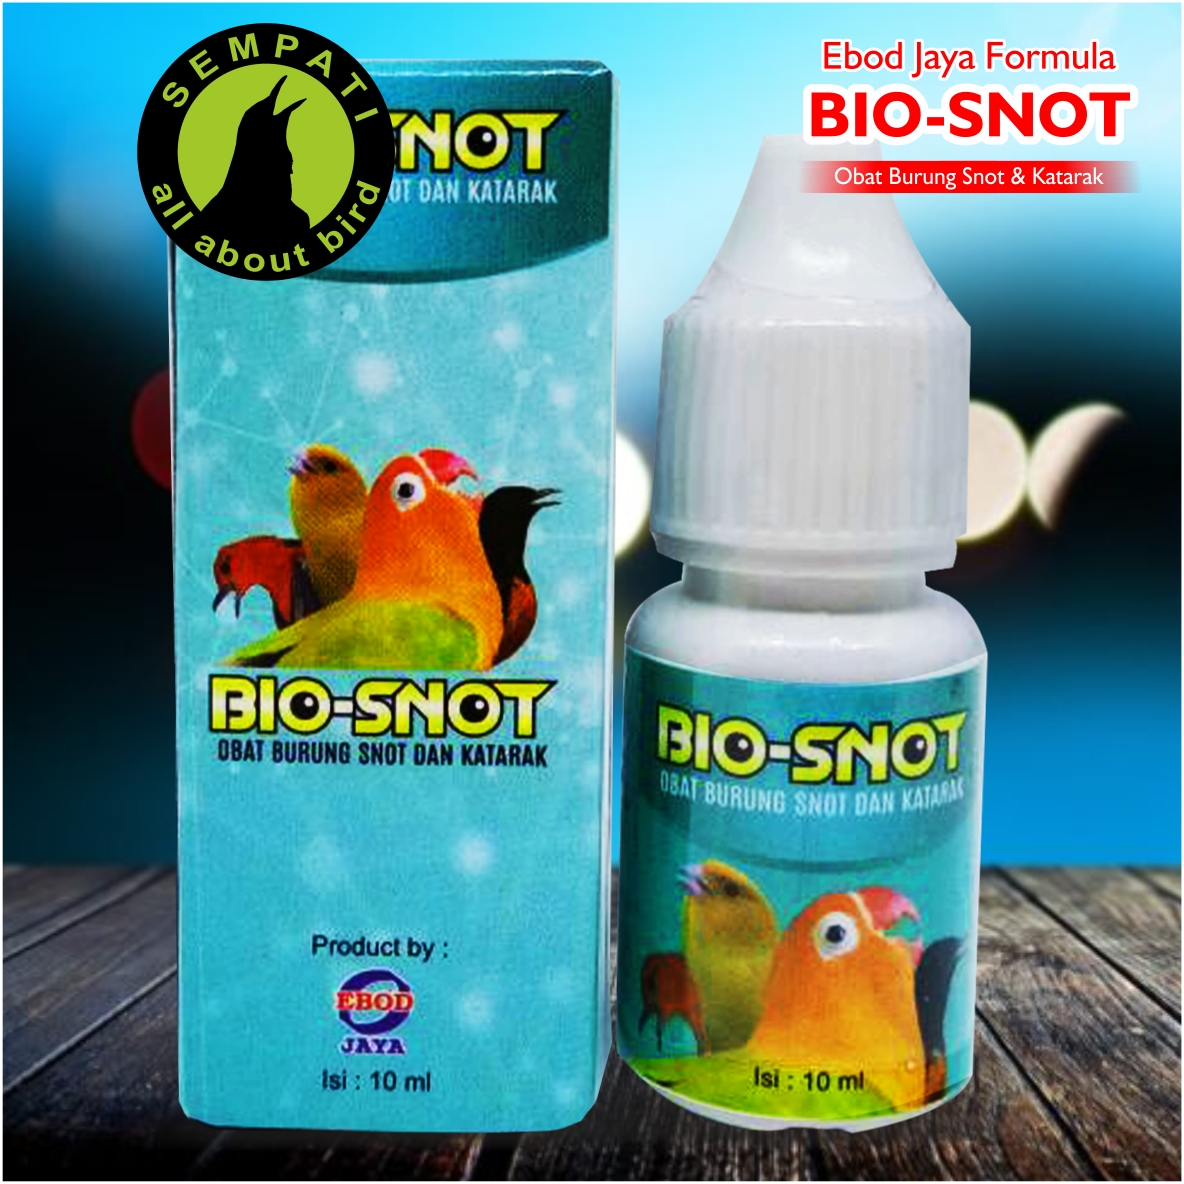 SEMPATI
all about bird
Ebod Jaya Formula
BIO-SNOT
Obat Burung Snot & Katarak
SNOT
DAN KATARAK
BIO-SNOT
OBAT BURUNG SNOT DAN KATARAK
Product by :
EBOD
JAYA
Isi : 10 ml
BIO-SNOT
OBAT BURUNG SNOT DAN KATARAK
Isi : 10 ml